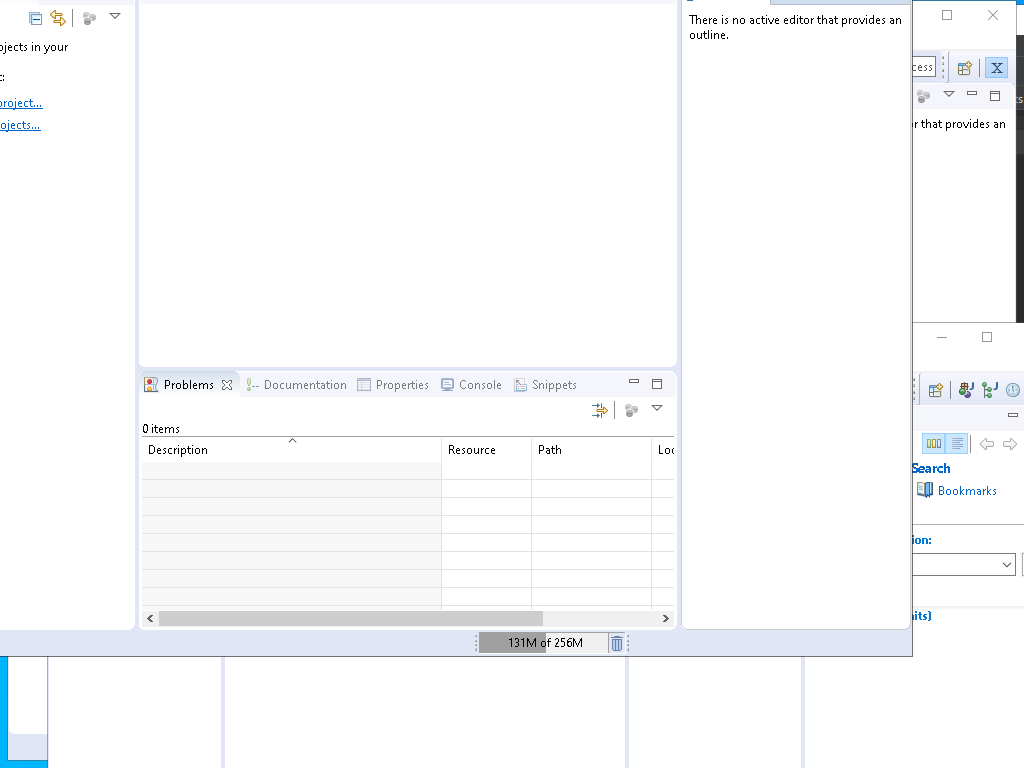 There is no active editor that provides an
outline.
ojects in your
project...
ojects...
cess
r that provides an
Problems
Documentation
Properties
Console
Snippets
0 items
Description
Resource
Path
Loc
Search
Bookmarks
ion:
its)
131M of 256M